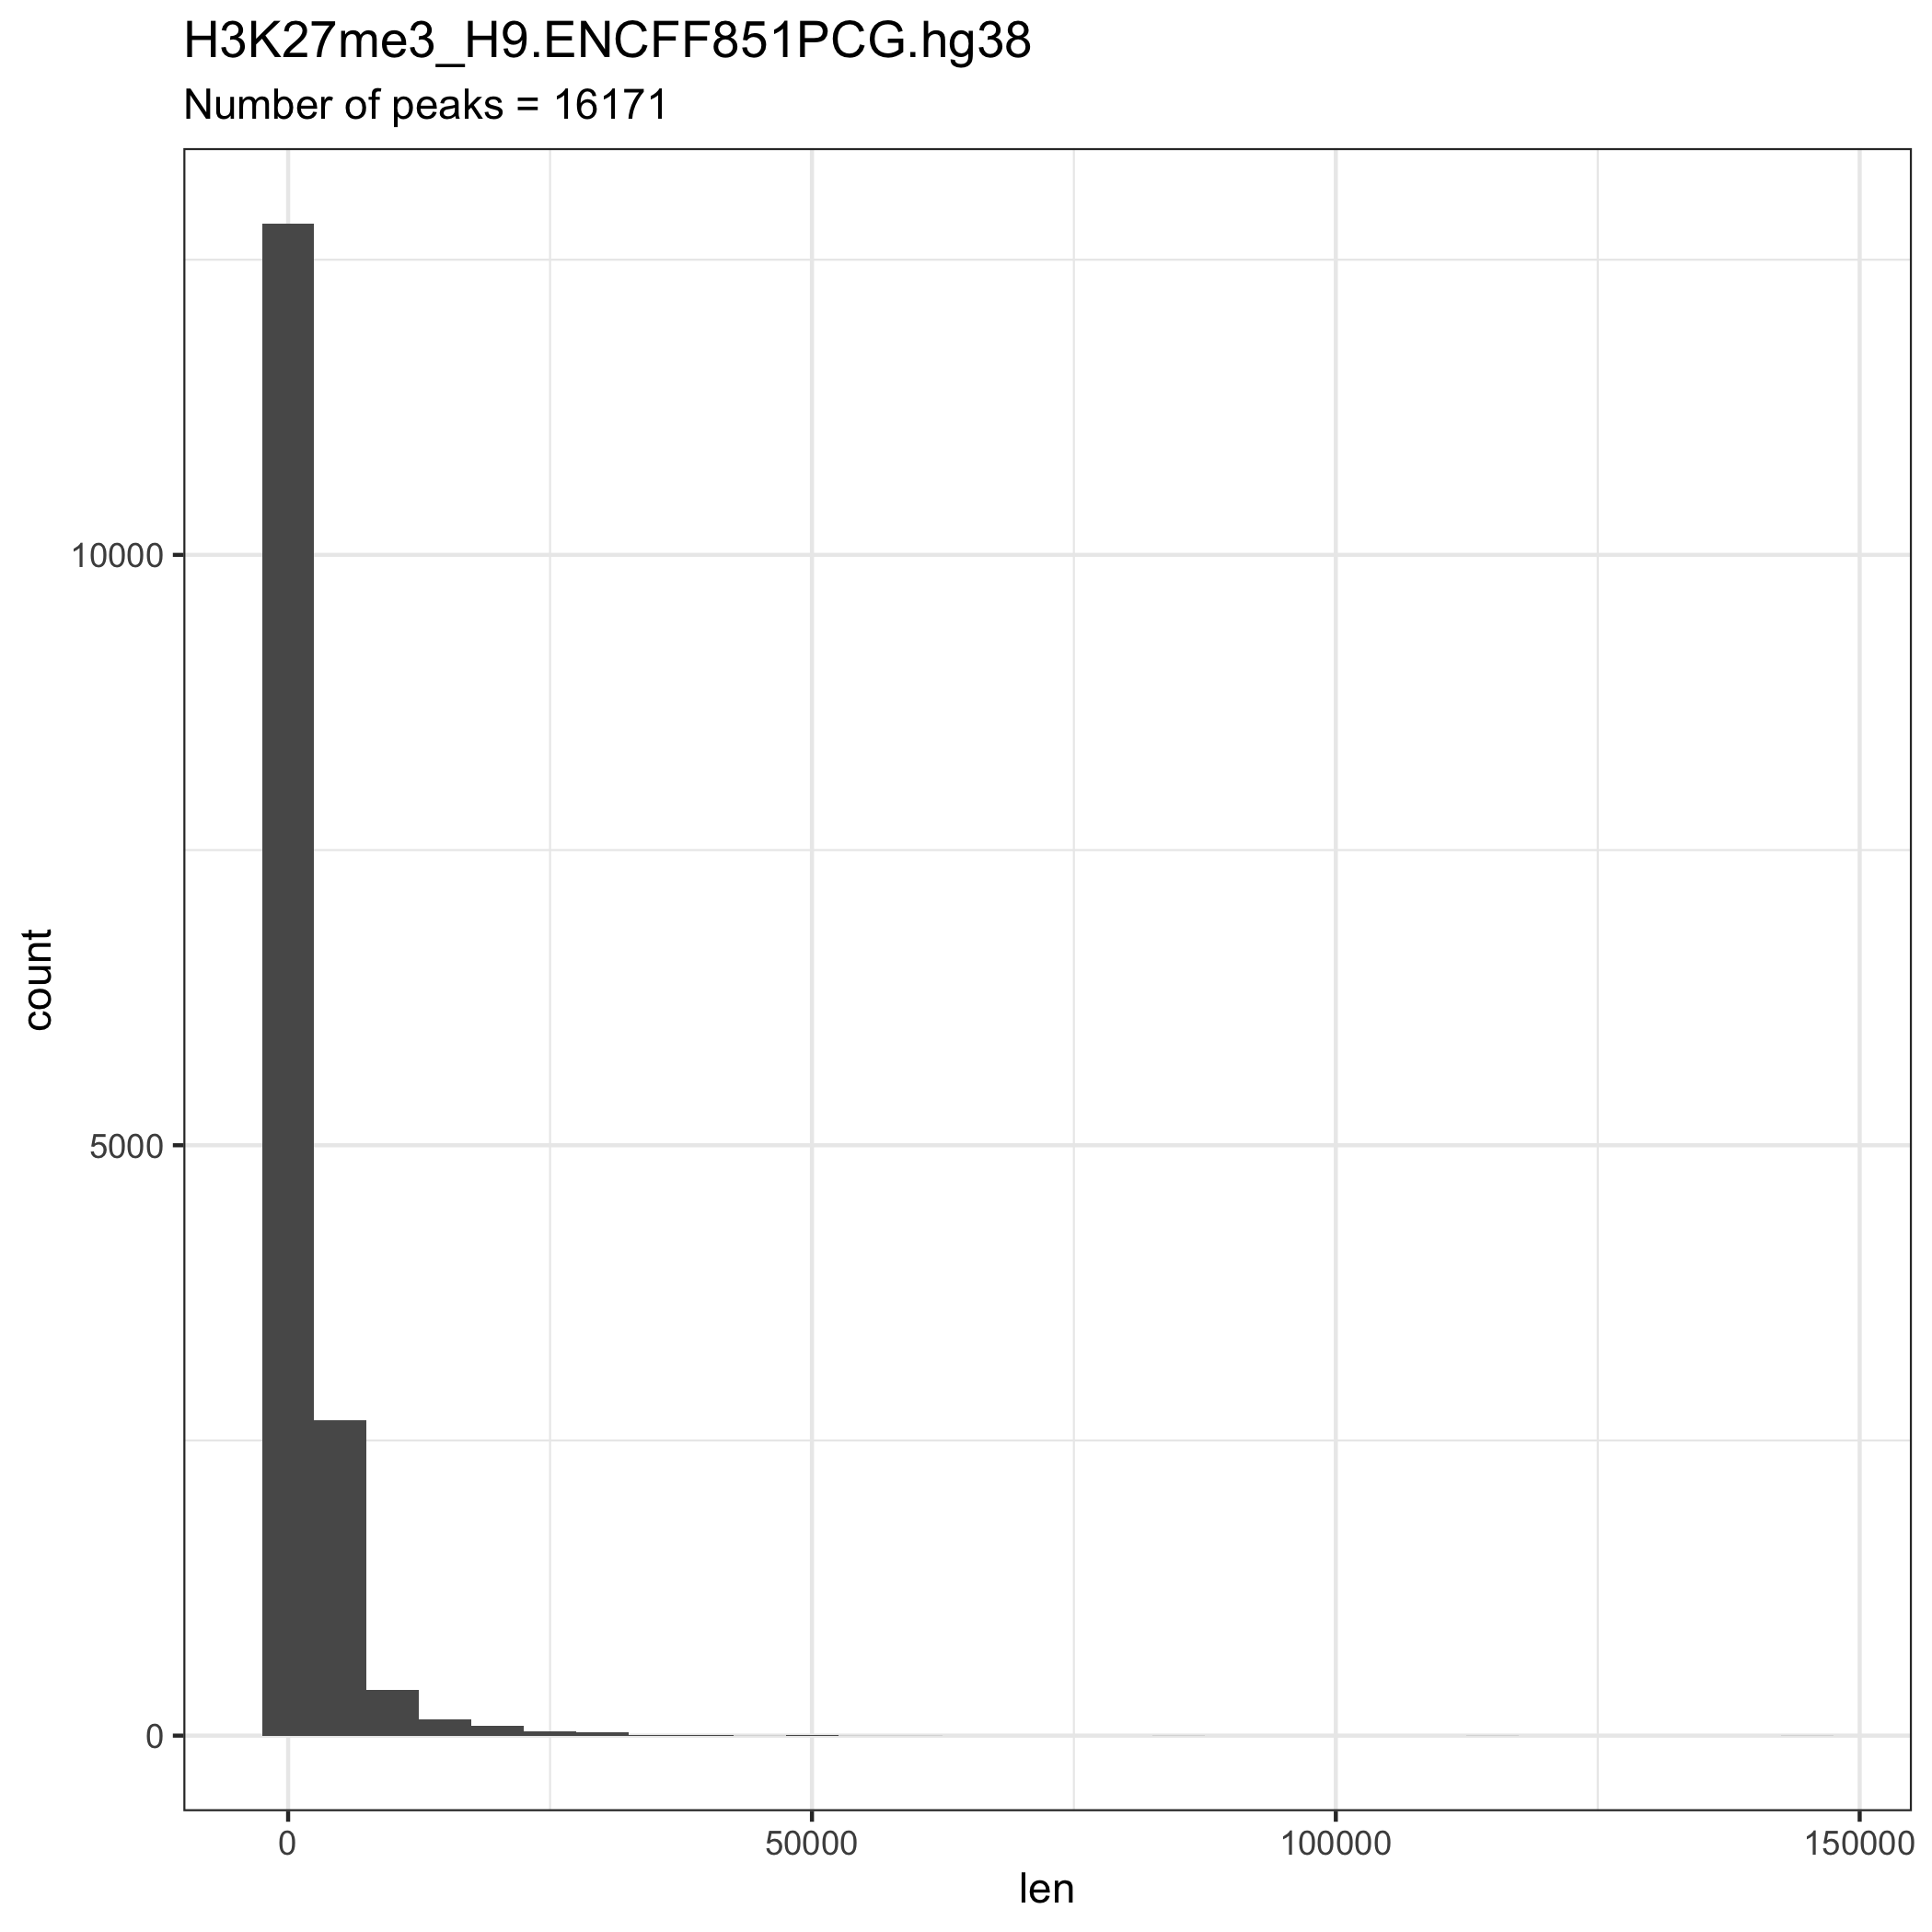 H3K27me3_H9.ENCFF851PCG.hg38
Number of peaks = 16171
10000
5000
0
count
0 50000 100000 150000
len